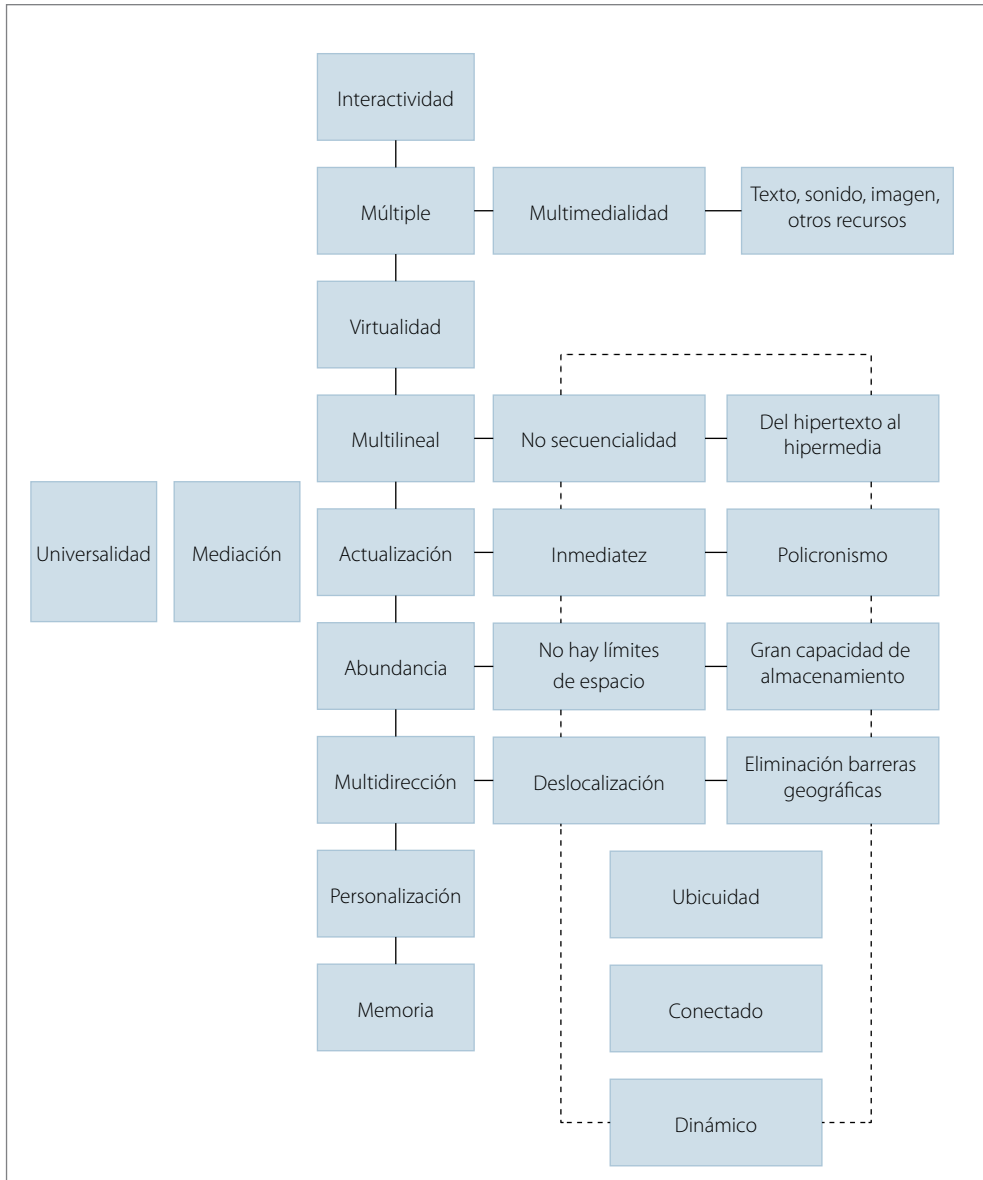 Interactividad
Múltiple
Multimedialidad
Texto, sonido, imagen,
otros recursos
Virtualidad
Multilineal
No secuencialidad
Del hipertexto al
hipermedia
Universalidad
Mediación
Actualización
Inmediatez
Policronismo
Abundancia
No hay límites
de espacio
Gran capacidad de
almacenamiento
Multidirección
Deslocalización
Eliminación barreras
geográficas
Personalización
Ubicuidad
Memoria
Conectado
Dinámico